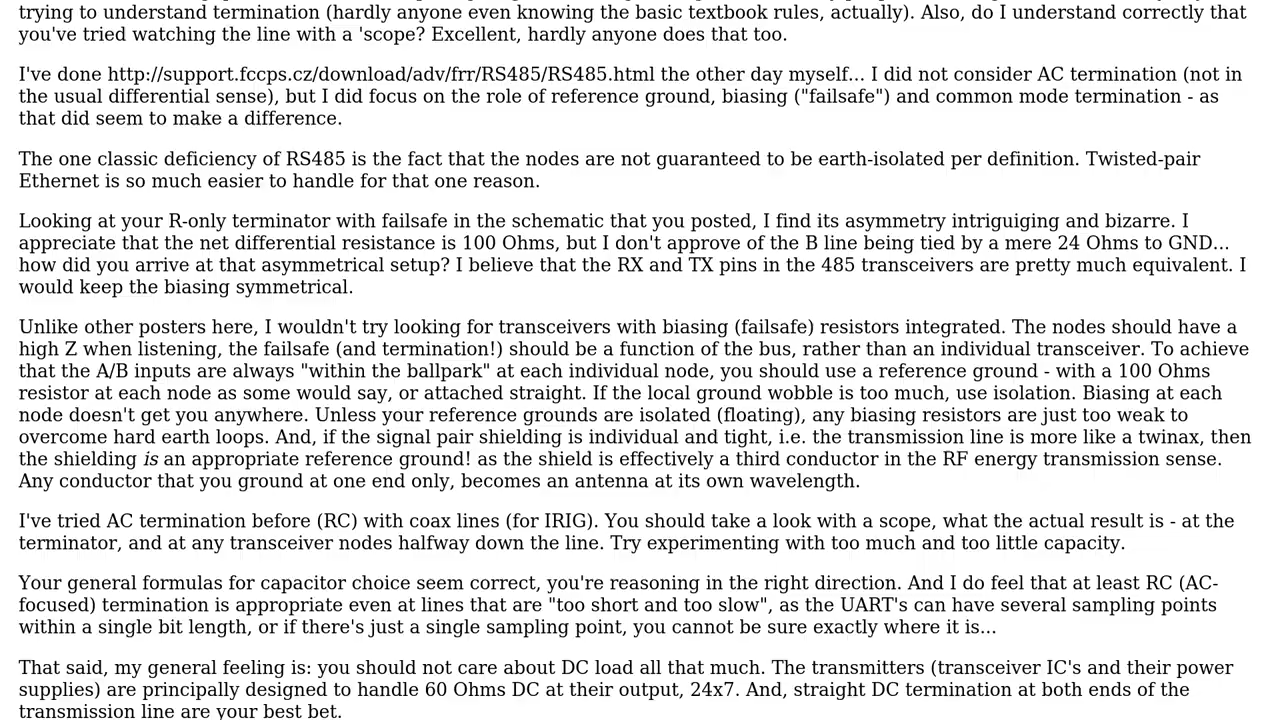 trying to understand termination (hardly anyone even knowing the basic textbook rules, actually). Also, do I understand correctly that
you've tried watching the line with a 'scope? Excellent, hardly anyone does that too.
I've done http://support.fccps.cz/download/adv/frr/RS485/RS485.html the other day myself... I did not consider AC termination (not in
the usual differential sense), but I did focus on the role of reference ground, biasing ("failsafe") and common mode termination - as
that did seem to make a difference.
The one classic deficiency of RS485 is the fact that the nodes are not guaranteed to be earth-isolated per definition. Twisted-pair
Ethernet is so much easier to handle for that one reason.
Looking at your R-only terminator with failsafe in the schematic that you posted, I find its asymmetry intriguiging and bizarre. I
appreciate that the net differential resistance is 100 Ohms, but I don't approve of the B line being tied by a mere 24 Ohms to GND...
how did you arrive at that asymmetrical setup? I believe that the RX and TX pins in the 485 transceivers are pretty much equivalent. I
would keep the biasing symmetrical.
Unlike other posters here, I wouldn't try looking for transceivers with biasing (failsafe) resistors integrated. The nodes should have a
high Z when listening, the failsafe (and termination!) should be a function of the bus, rather than an individual transceiver. To achieve
that the A/B inputs are always "within the ballpark" at each individual node, you should use a reference ground - with a 100 Ohms
resistor at each node as some would say, or attached straight. If the local ground wobble is too much, use isolation. Biasing at each
node doesn't get you anywhere. Unless your reference grounds are isolated (floating), any biasing resistors are just too weak to
overcome hard earth loops. And, if the signal pair shielding is individual and tight, i.e. the transmission line is more like a twinax, then
the shielding is an appropriate reference ground! as the shield is effectively a third conductor in the RF energy transmission sense.
Any conductor that you ground at one end only, becomes an antenna at its own wavelength.
I've tried AC termination before (RC) with coax lines (for IRIG). You should take a look with a scope, what the actual result is - at the
terminator, and at any transceiver nodes halfway down the line. Try experimenting with too much and too little capacity.
Your general formulas for capacitor choice seem correct, you're reasoning in the right direction. And I do feel that at least RC (AC-
focused) termination is appropriate even at lines that are "too short and too slow", as the UART's can have several sampling points
within a single bit length, or if there's just a single sampling point, you cannot be sure exactly where it is...
That said, my general feeling is: you should not care about DC load all that much. The transmitters (transceiver IC's and their power
supplies) are principally designed to handle 60 Ohms DC at their output, 24x7. And, straight DC termination at both ends of the
transmission line are your best bet.